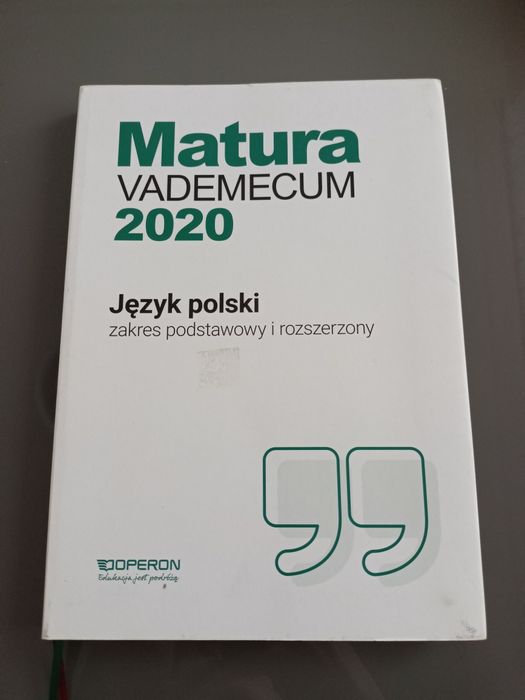 Matura
VADEMECUM
2020
Język polski
zakres podstawowy i rozszerzony
OPERON
Edukacja jest podróżą